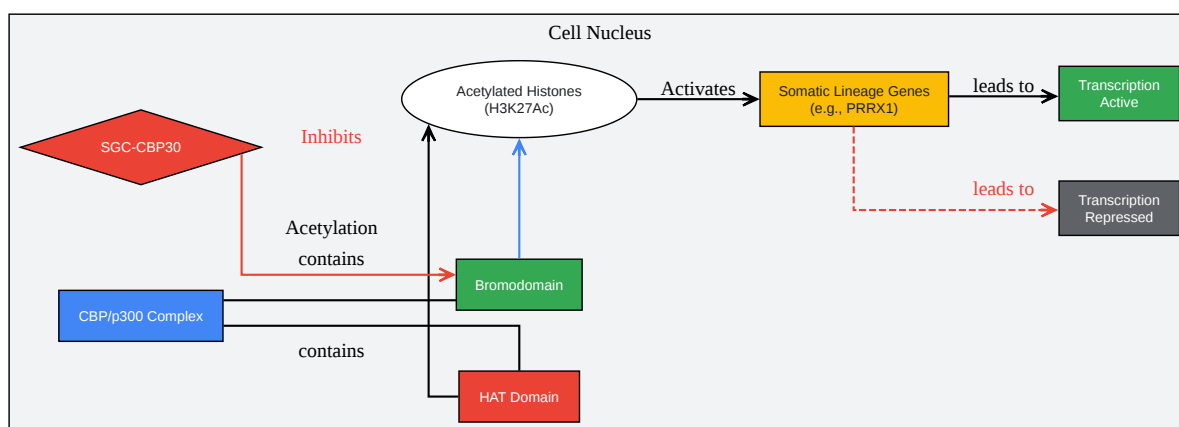 Cell Nucleus
Acetylated Histones
(H3K27Ac)
Activates
Somatic Lineage Genes
(e.g., PRRX1)
leads to
Transcription
Active
SGC-CBP30
Inhibits
leads to
Transcription
Repressed
Acetylation
contains
Bromodomain
CBP/p300 Complex
contains
HAT Domain